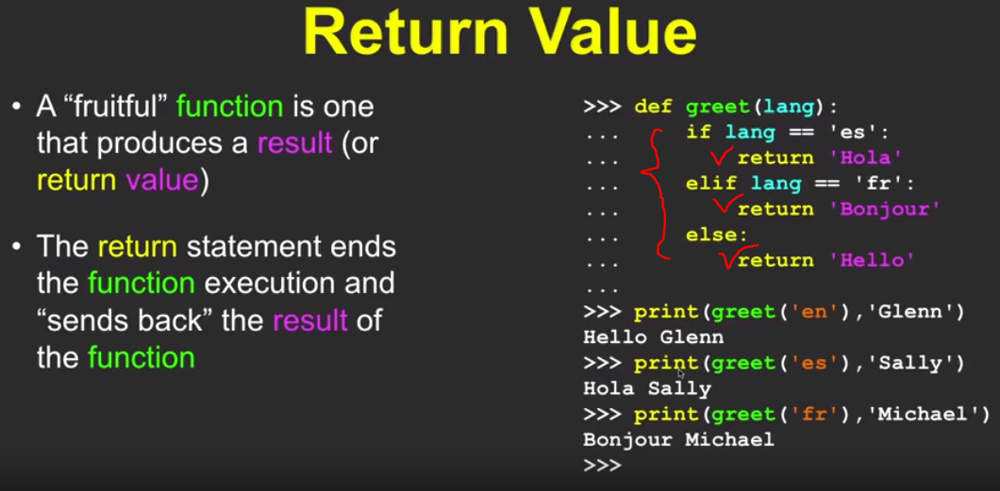 Return Value
• A “fruitful” function is one
that produces a result (or
return value)
• The return statement ends
the function execution and
“sends back” the result of
the function
>>> def greet(lang):
...     if lang == 'es':
...         return 'Hola'
...     elif lang == 'fr':
...         return 'Bonjour'
...     else:
...         return 'Hello'
...
>>> print(greet('en'),'Glenn')
Hello Glenn
>>> print(greet('es'),'Sally')
Hola Sally
>>> print(greet('fr'),'Michael')
Bonjour Michael
>>>